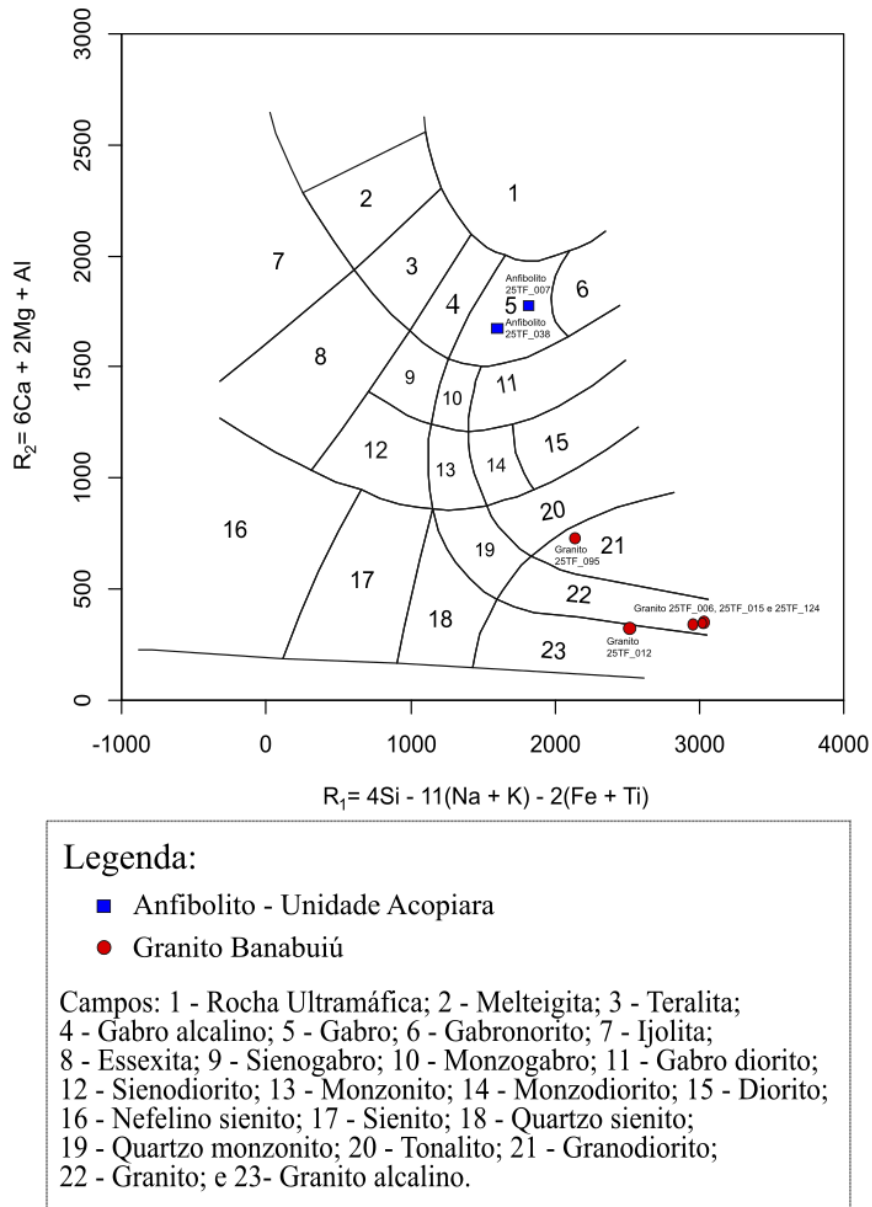 3000
2500
2000
1500
1000
500
0
R2= 6Ca + 2Mg + Al
1
2
3
7
4
Anfibolito
25TF_007
5
6
Anfibolito
25TF_038
8
9
10
11
12
13
14
15
16
17
18
19
20
21
Granito
25TF_095
22
Granito 25TF_006, 25TF_015 e 25TF_124
23
Granito
25TF_012
-1000 0 1000 2000 3000 4000
R1= 4Si - 11(Na + K) - 2(Fe + Ti)
Legenda:
Anfibolito - Unidade Acopiara
Granito Banabuiú
Campos: 1 - Rocha Ultramáfica; 2 - Melteigita; 3 - Teralita;
4 - Gabro alcalino; 5 - Gabro; 6 - Gabronorito; 7 - Ijolita;
8 - Essexita; 9 - Sienogabro; 10 - Monzogabro; 11 - Gabro diorito;
12 - Sienodiorito; 13 - Monzonito; 14 - Monzodiorito; 15 - Diorito;
16 - Nefelino sienito; 17 - Sienito; 18 - Quartzo sienito;
19 - Quartzo monzonito; 20 - Tonalito; 21 - Granodiorito;
22 - Granito; e 23- Granito alcalino.